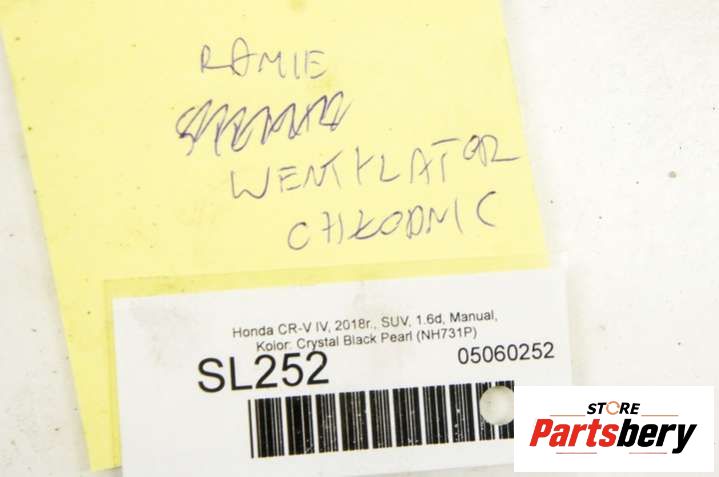 RAMIE
WENTYLATOR
CHŁODNIC
Honda CR-V IV, 2018r., SUV, 1.6d, Manual,
Kolor: Crystal Black Pearl (NH731P)
SL252 05060252
STORE
Partsbery